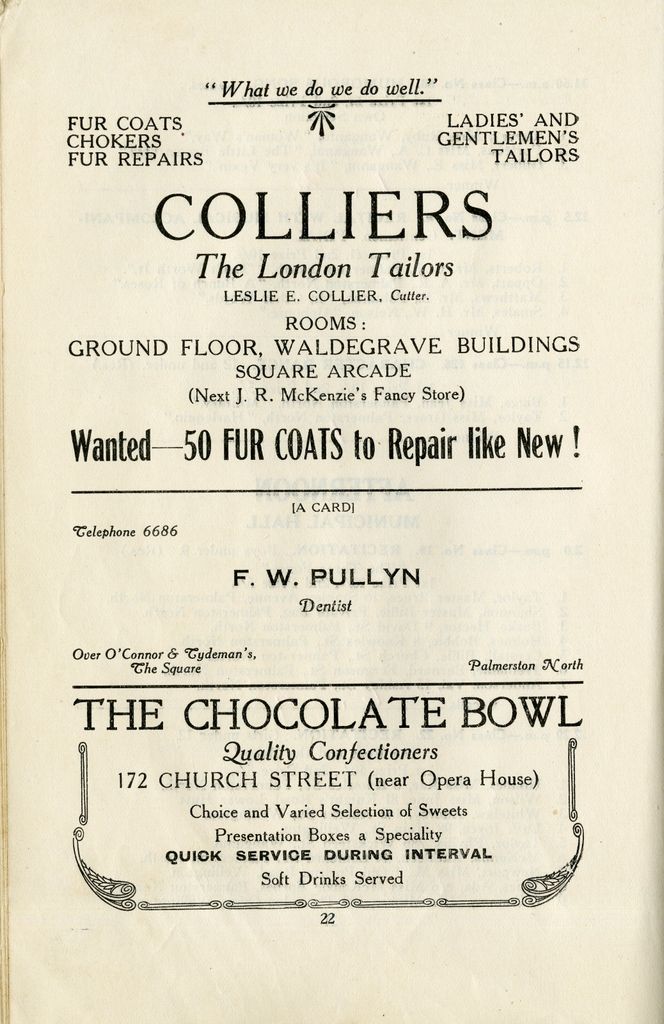 "What we do we do well."
FUR COATS
CHOKERS
FUR REPAIRS
LADIES' AND
GENTLEMEN'S
TAILORS
COLLIERS
The London Tailors
LESLIE E. COLLIER, Cutter.
ROOMS:
GROUND FLOOR, WALDEGRAVE BUILDINGS
SQUARE ARCADE
(Next J. R. McKenzie's Fancy Store)
Wanted—50 FUR COATS to Repair like New!
[A CARD]
Telephone 6686
F. W. PULLYN
Dentist
Over O'Connor & Tydeman's,
The Square
Palmerston North
THE CHOCOLATE BOWL
Quality Confectioners
172 CHURCH STREET (near Opera House)
Choice and Varied Selection of Sweets
Presentation Boxes a Speciality
QUICK SERVICE DURING INTERVAL
Soft Drinks Served
22